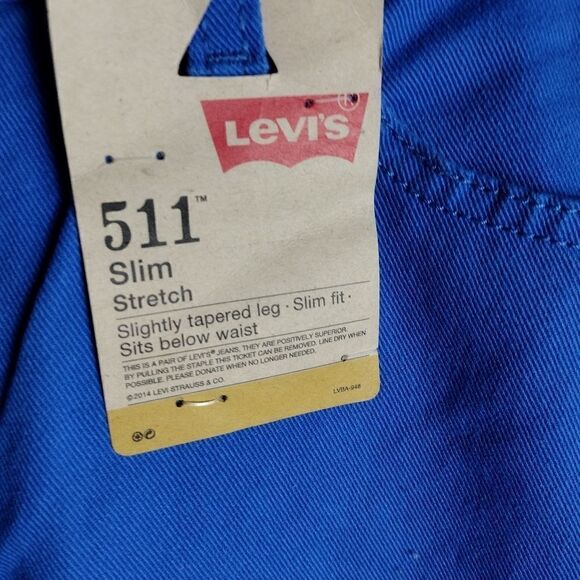 LEVI'S ®
511™
Slim
Stretch
Slightly tapered leg · Slim fit ·
Sits below waist
THIS IS A PAIR OF LEVI'S® JEANS. THEY ARE POSITIVELY SUPERIOR.
BY PULLING THE STAPLE THIS TICKET CAN BE REMOVED. LINE DRY WHEN
POSSIBLE. PLEASE DONATE WHEN NO LONGER NEEDED.
©2014 LEVI STRAUSS & CO.
LVBA-948